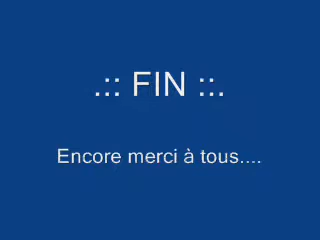 .:: FIN ::.
Encore merci à tous....